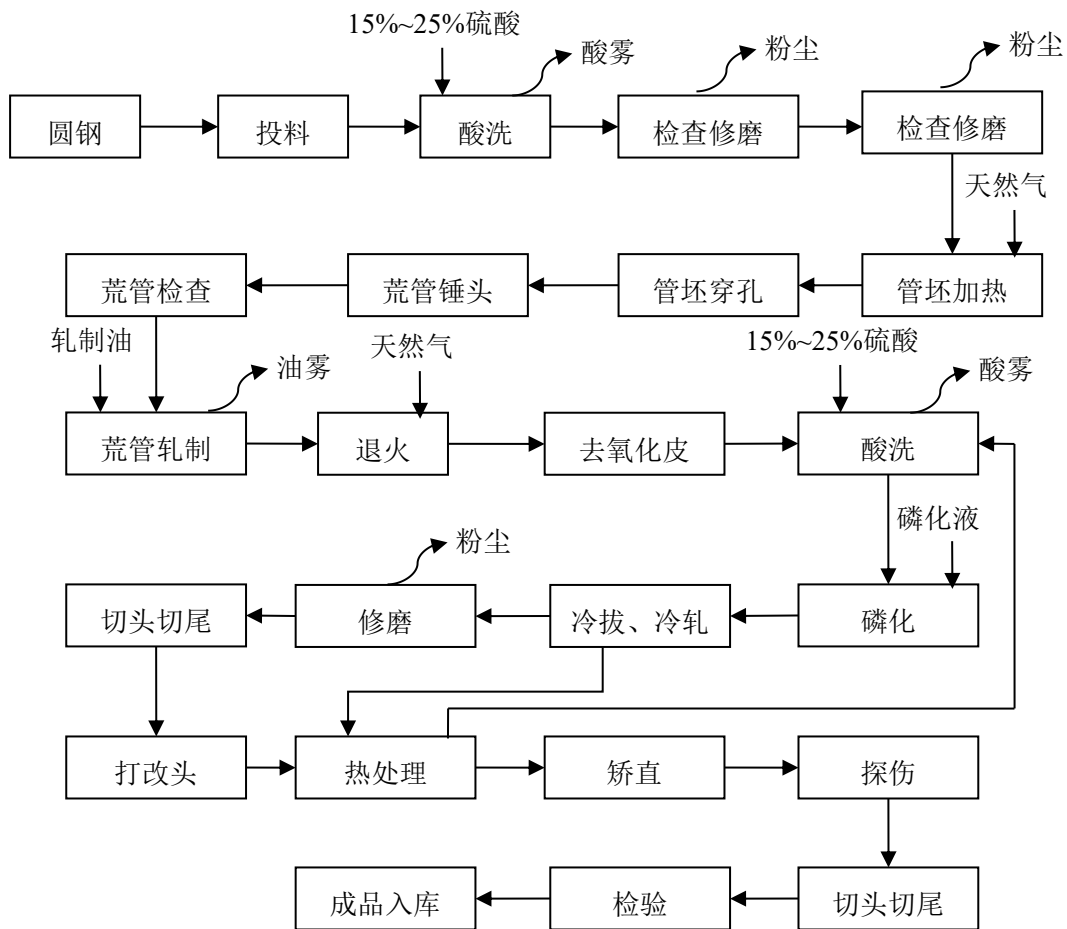 15%~25%硫酸
酸雾
粉尘
粉尘
圆钢
投料
酸洗
检查修磨
检查修磨
天然气
荒管检查
荒管锤头
管坯穿孔
管坯加热
轧制油
油雾
天然气
15%~25%硫酸
酸雾
荒管轧制
退火
去氧化皮
酸洗
磷化液
粉尘
切头切尾
修磨
冷拔、冷轧
磷化
打改头
热处理
矫直
探伤
成品入库
检验
切头切尾